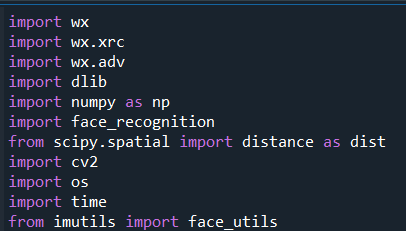 import wx
import wx.xrc
import wx.adv
import dlib
import numpy as np
import face_recognition
from scipy.spatial import distance as dist
import cv2
import os
import time
from imutils import face_utils